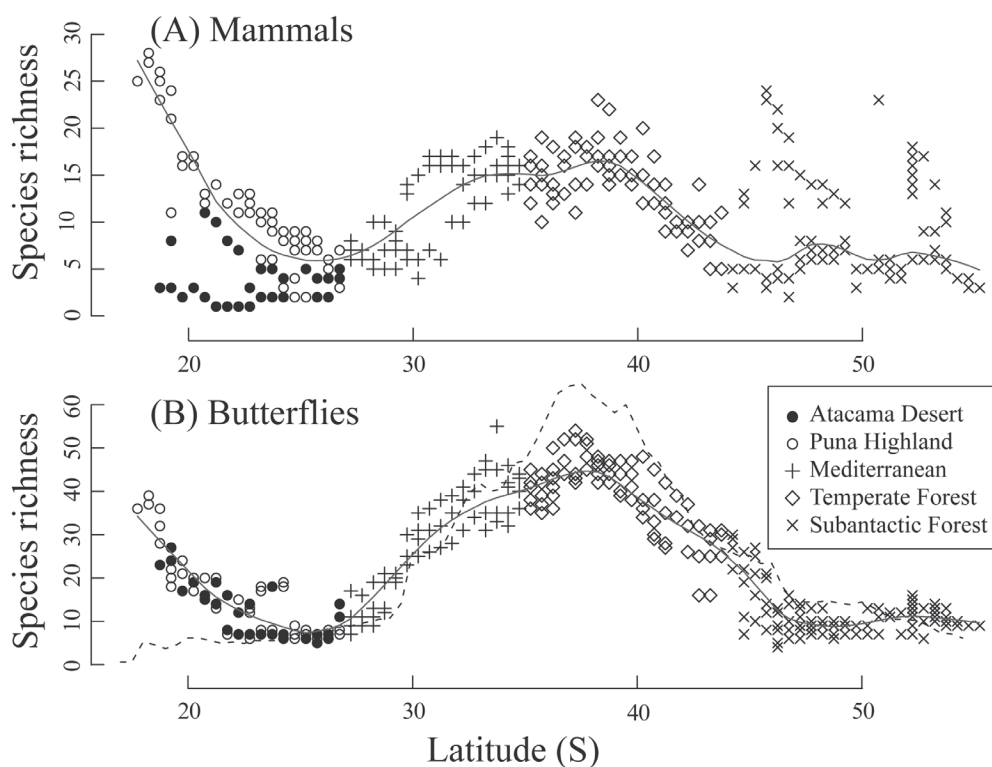 (A) Mammals
Species richness
30
25
20
15
10
5
0
20
30
40
50
(B) Butterflies
Species richness
60
50
40
30
20
10
0
Atacama Desert
Puna Highland
Mediterranean
Temperate Forest
Subantactic Forest
20
30
40
50
Latitude (S)